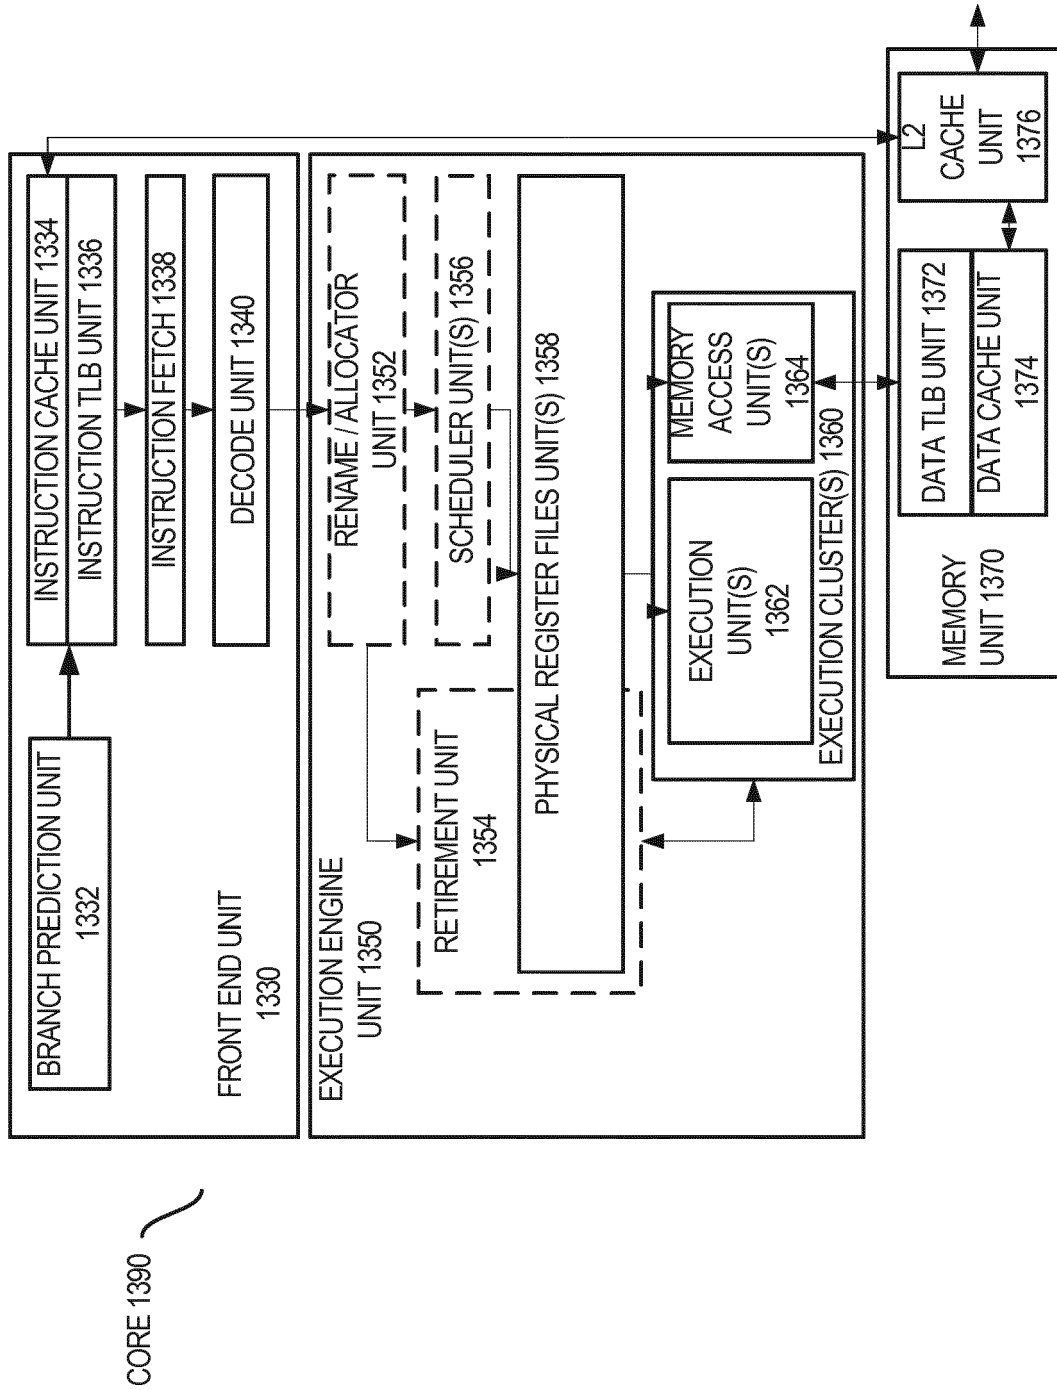 CORE 1390
BRANCH PREDICTION UNIT
1332
INSTRUCTION CACHE UNIT 1334
INSTRUCTION TLB UNIT 1336
INSTRUCTION FETCH 1338
DECODE UNIT 1340
FRONT END UNIT
1330
EXECUTION ENGINE
UNIT 1350
RENAME / ALLOCATOR
UNIT 1352
SCHEDULER UNIT(S) 1356
RETIREMENT UNIT
1354
PHYSICAL REGISTER FILES UNIT(S) 1358
EXECUTION
UNIT(S)
1362
MEMORY
ACCESS
UNIT(S)
1364
EXECUTION CLUSTER(S) 1360
MEMORY
UNIT 1370
DATA TLB UNIT 1372
DATA CACHE UNIT
1374
L2
CACHE
UNIT
1376